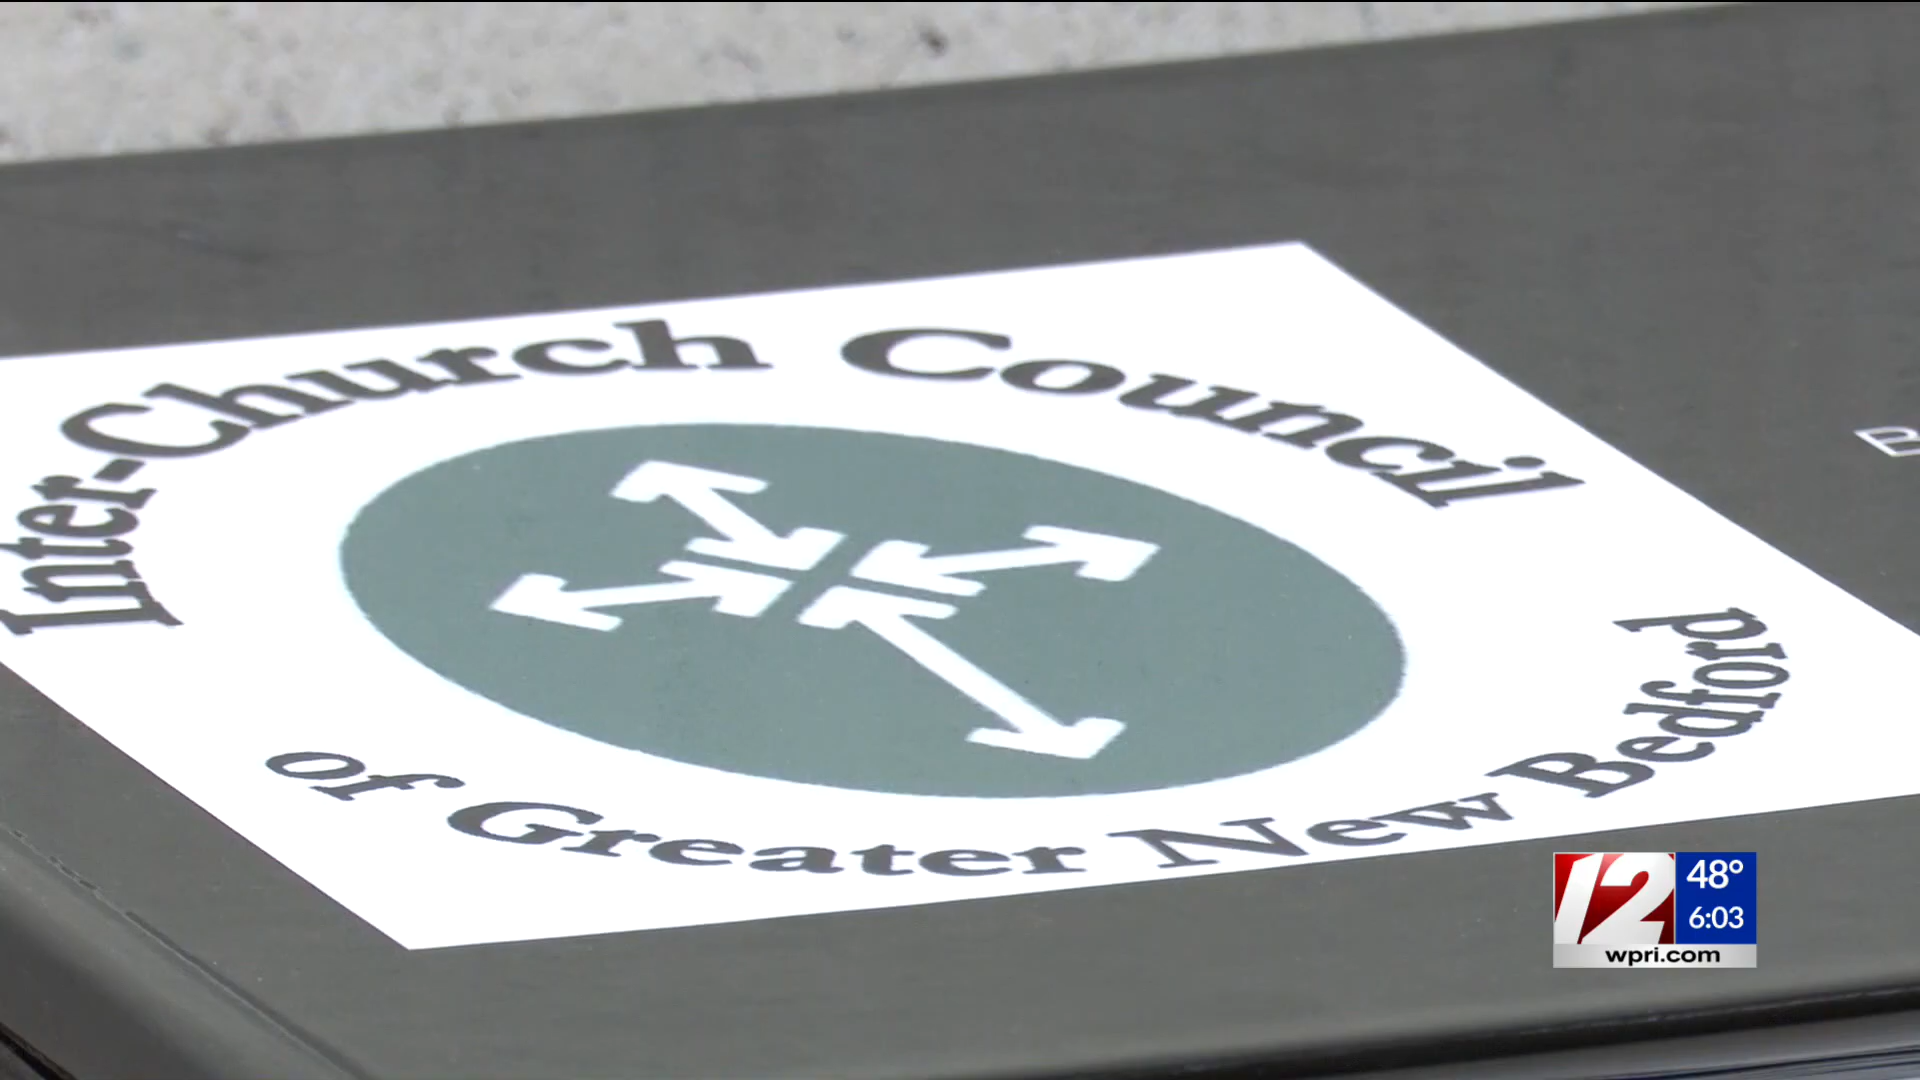 Inter-Church Council
of Greater New Bedford
12
48°
6:03
wpri.com